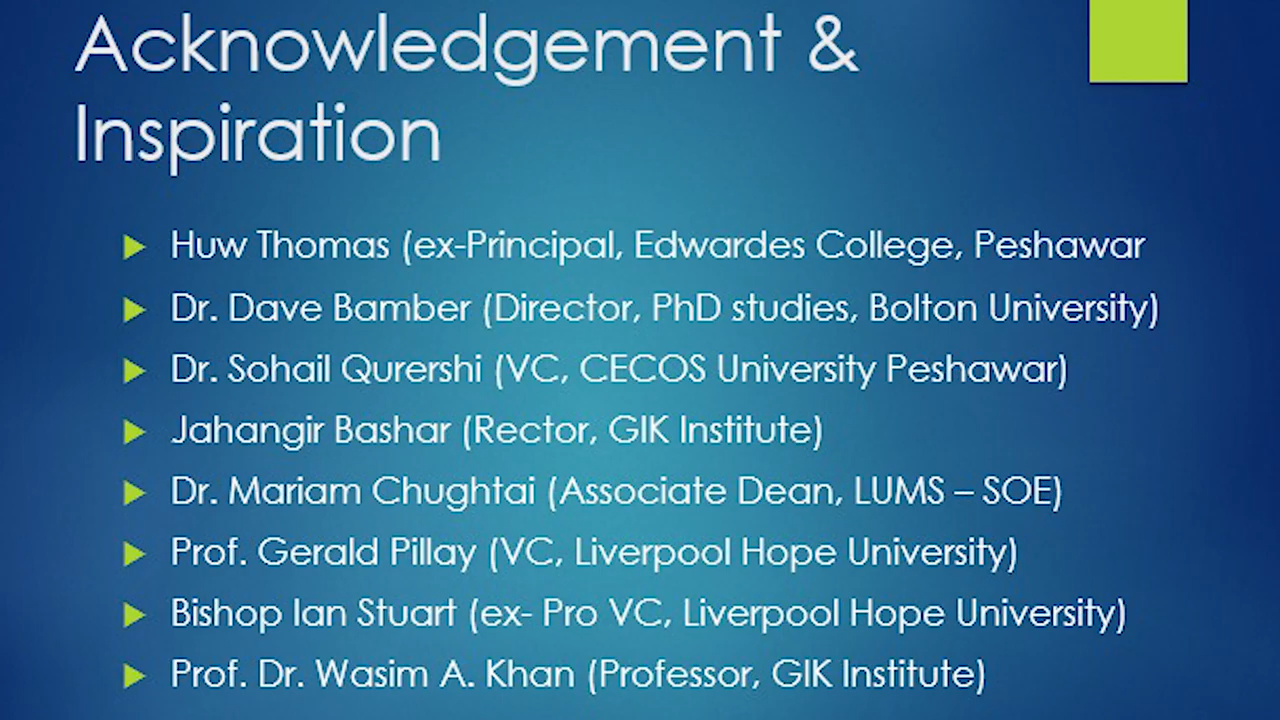 Acknowledgement &
Inspiration
Huw Thomas (ex-Principal, Edwardes College, Peshawar
Dr. Dave Bamber (Director, PhD studies, Bolton University)
Dr. Sohail Qurershi (VC, CECOS University Peshawar)
Jahangir Bashar (Rector, GIK Institute)
Dr. Mariam Chughtai (Associate Dean, LUMS – SOE)
Prof. Gerald Pillay (VC, Liverpool Hope University)
Bishop Ian Stuart (ex- Pro VC, Liverpool Hope University)
Prof. Dr. Wasim A. Khan (Professor, GIK Institute)